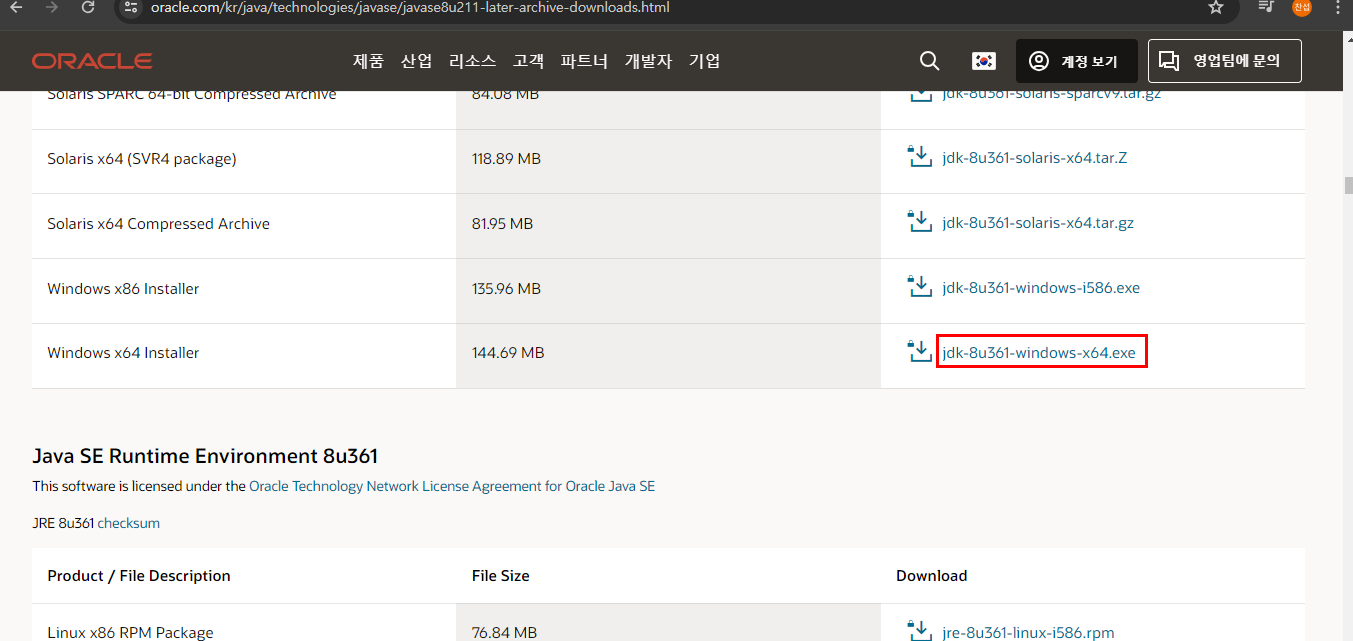 oracle.com/kr/java/technologies/javase/javase8u211-later-archive-downloads.html
찬섭
ORACLE 제품 산업 리소스 고객 파트너 개발자 기업 계정 보기 영업팀에 문의
Solaris SPARC 64-bit Compressed Archive 84.08 MB jdk-8u361-solaris-sparcv9.tar.gz
Solaris x64 (SVR4 package) 118.89 MB jdk-8u361-solaris-x64.tar.Z
Solaris x64 Compressed Archive 81.95 MB jdk-8u361-solaris-x64.tar.gz
Windows x86 Installer 135.96 MB jdk-8u361-windows-i586.exe
Windows x64 Installer 144.69 MB jdk-8u361-windows-x64.exe
Java SE Runtime Environment 8u361
This software is licensed under the Oracle Technology Network License Agreement for Oracle Java SE
JRE 8u361 checksum
Product / File Description File Size Download
Linux x86 RPM Package 76.84 MB jre-8u361-linux-i586.rpm